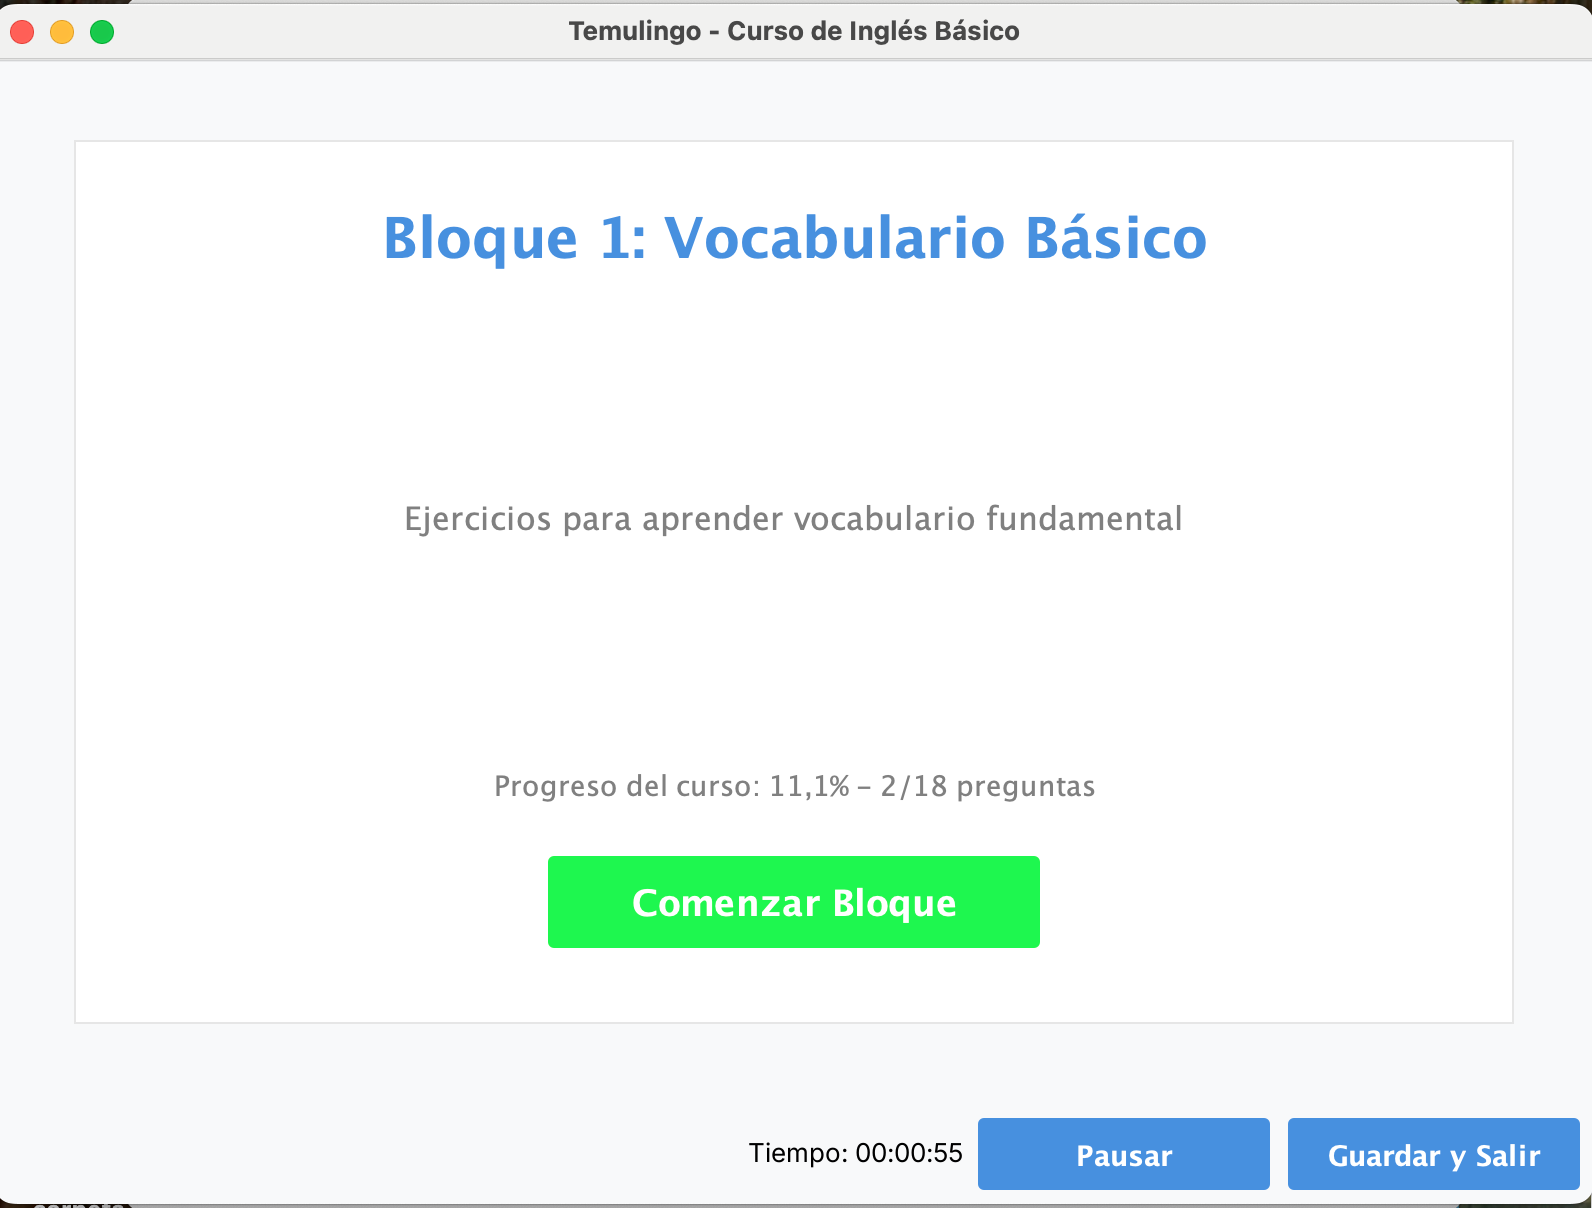 Temulingo - Curso de Inglés Básico
Bloque 1: Vocabulario Básico
Ejercicios para aprender vocabulario fundamental
Progreso del curso: 11,1% – 2/18 preguntas
Comenzar Bloque
Tiempo: 00:00:55
Pausar
Guardar y Salir